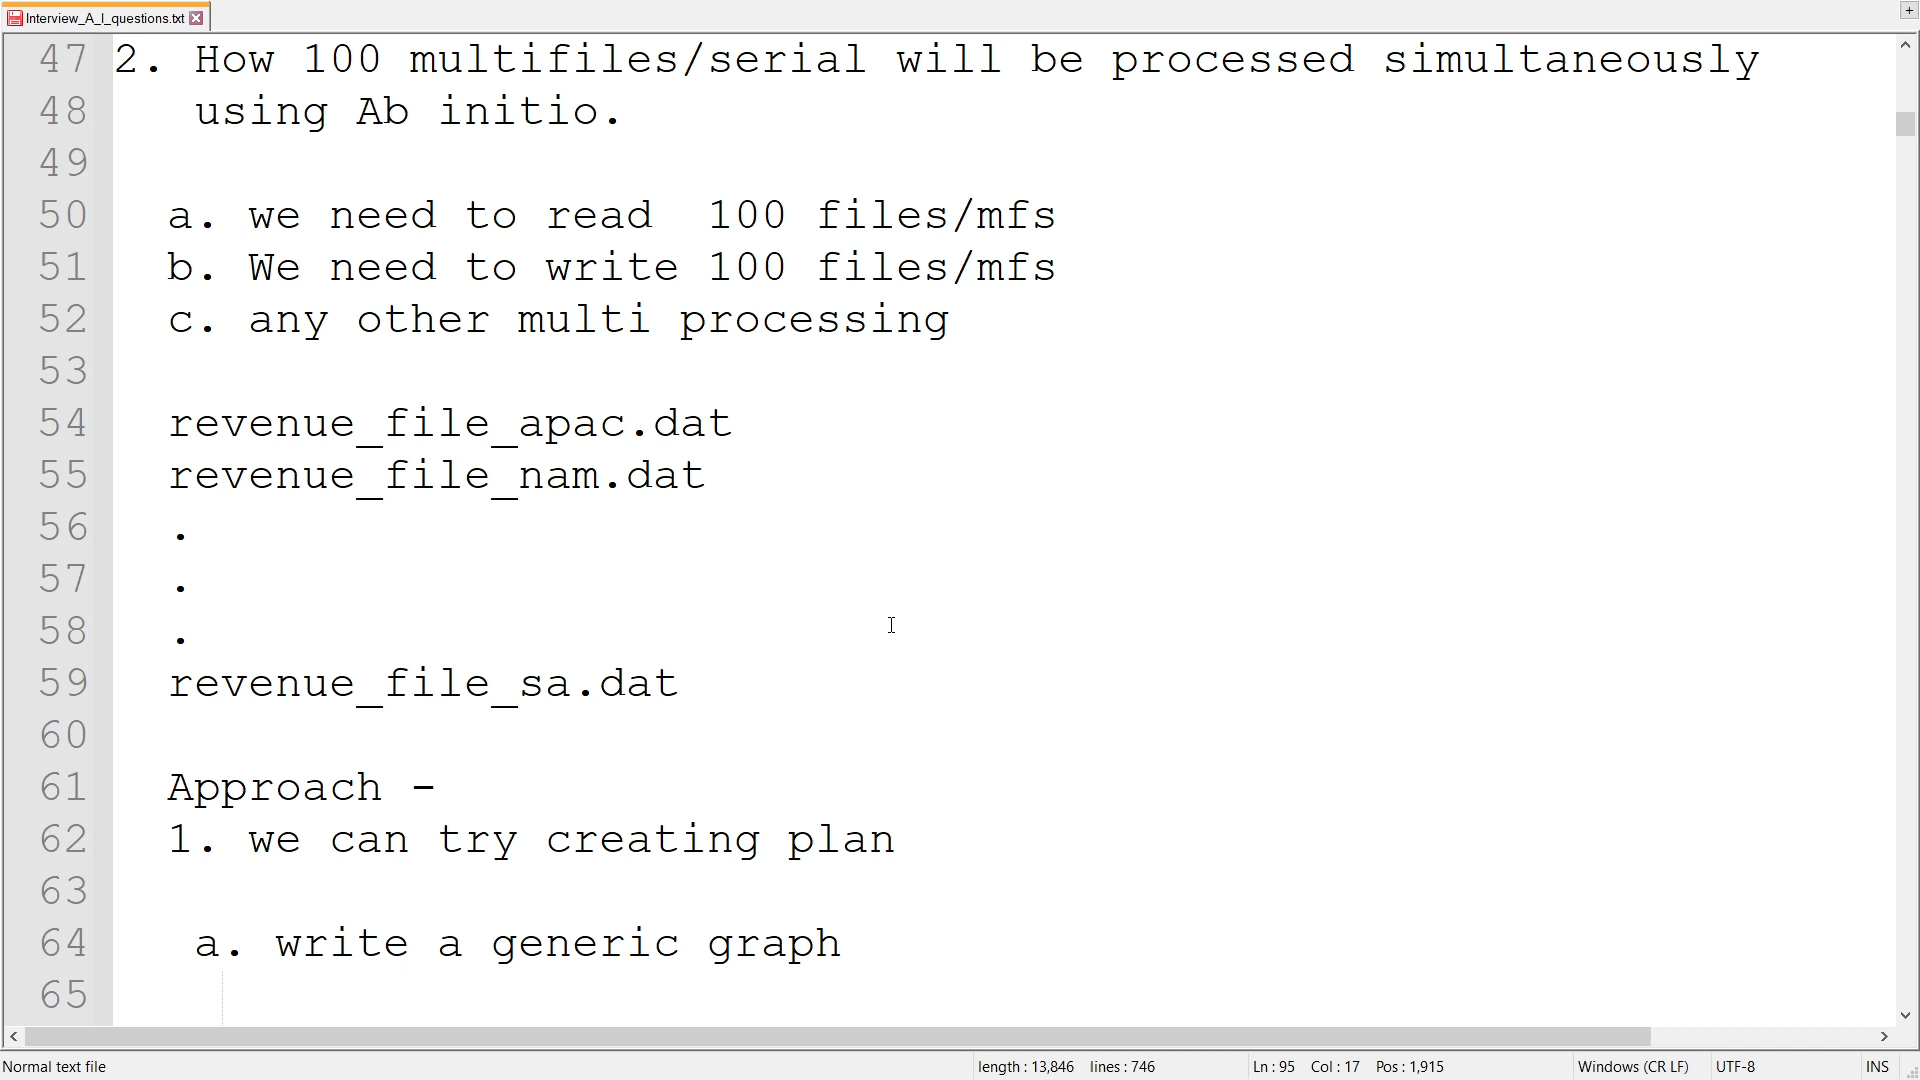 Interview_A_I_questions.txt
+
47 2. How 100 multifiles/serial will be processed simultaneously
48 using Ab initio.
49
50 a. we need to read  100 files/mfs
51 b. We need to write 100 files/mfs
52 c. any other multi processing
53
54 revenue_file_apac.dat
55 revenue_file_nam.dat
56 .
57 .
58 .
59 revenue_file_sa.dat
60
61 Approach -
62 1. we can try creating plan
63
64 a. write a generic graph
65
Normal text file length : 13,846 lines : 746 Ln : 95 Col : 17 Pos : 1,915 Windows (CR LF) UTF-8 INS